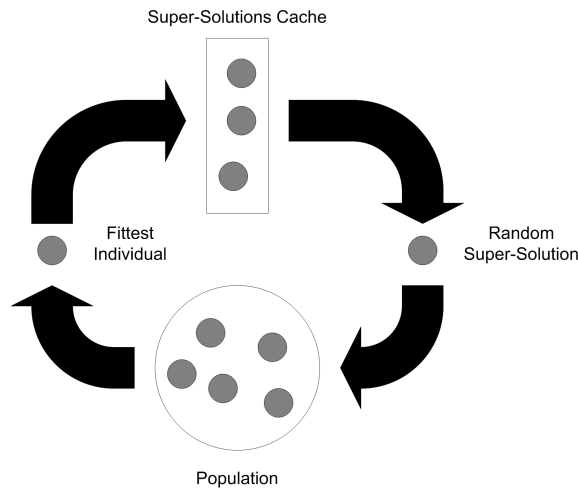 Super-Solutions Cache
Fittest
Individual
Random
Super-Solution
Population